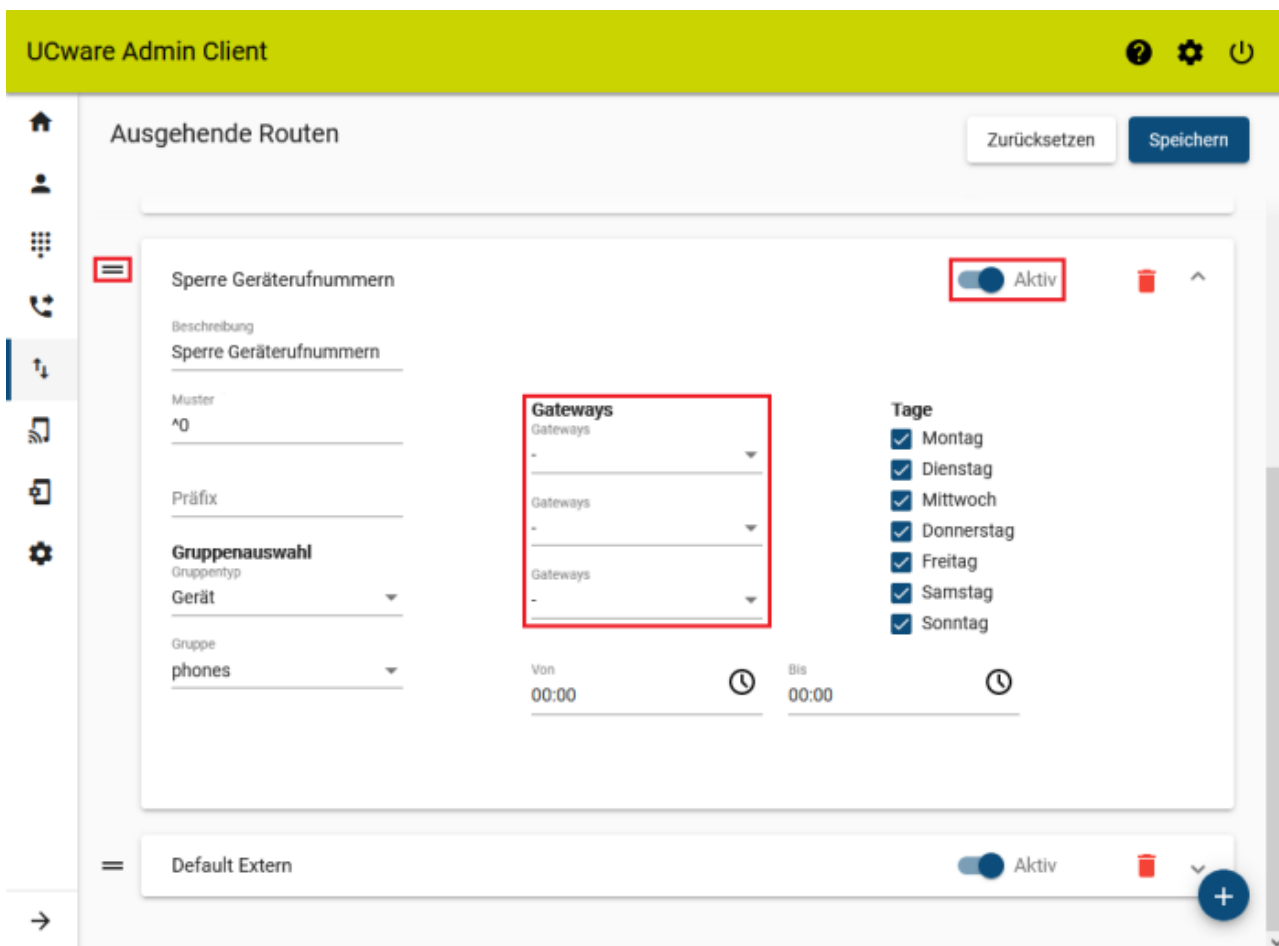 UCware Admin Client
Ausgehende Routen
Zurücksetzen
Speichern
Sperre Geräterufnummern
Aktiv
Beschreibung
Sperre Geräterufnummern
Muster
^0
Präfix
Gruppenauswahl
Gruppentyp
Gerät
Gruppe
phones
Gateways
Gateways
-
Gateways
-
Gateways
-
Tage
Montag
Dienstag
Mittwoch
Donnerstag
Freitag
Samstag
Sonntag
Von
00:00
Bis
00:00
Default Extern
Aktiv